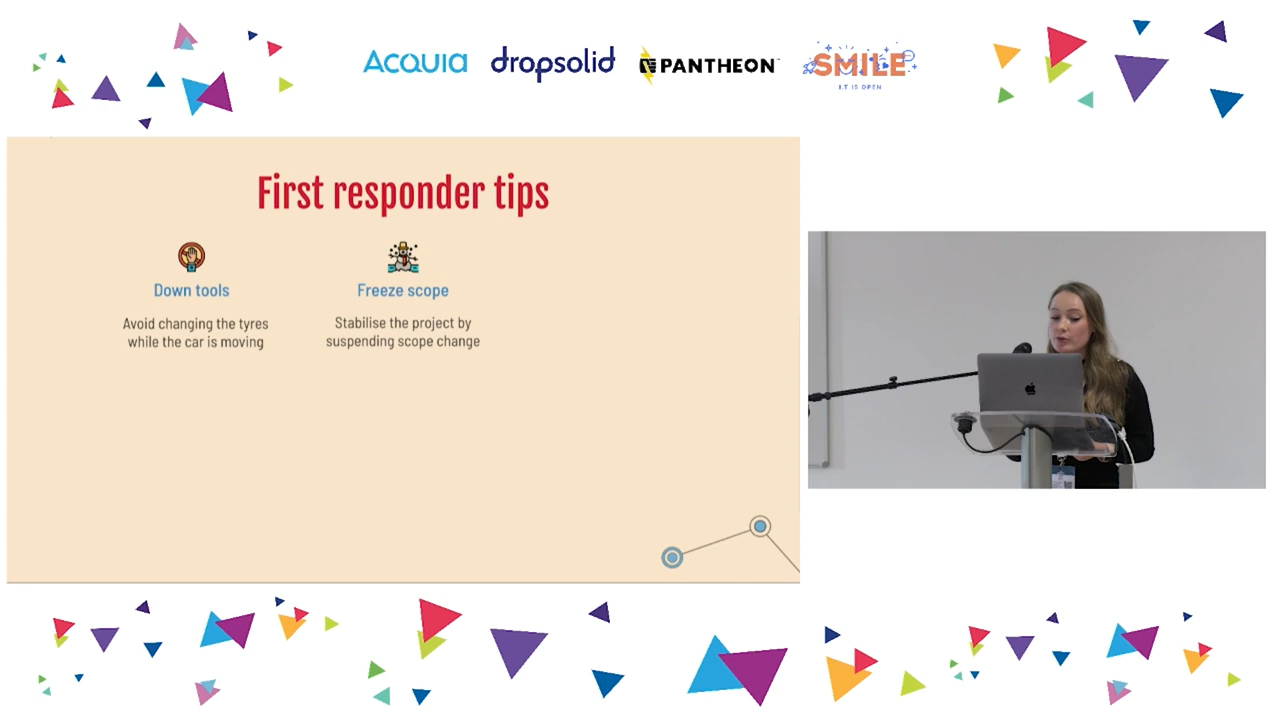 ACQUIA
dropsolid
PANTHEON
SMILE
I.T IS OPEN
First responder tips
Down tools
Avoid changing the tyres
while the car is moving
Freeze scope
Stabilise the project by
suspending scope change